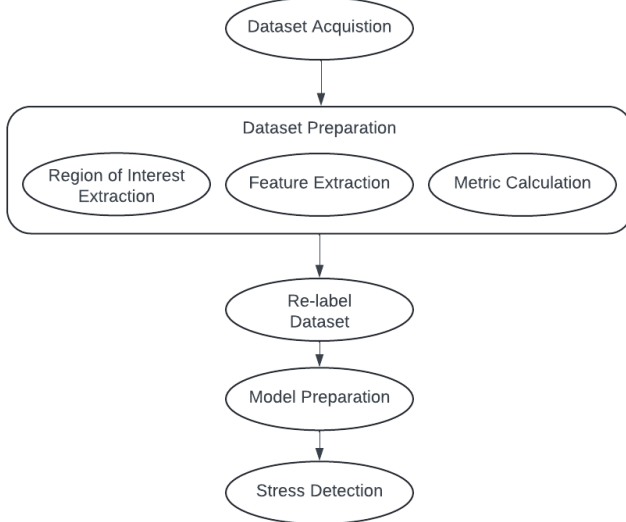 Dataset Acquistion
Dataset Preparation
Region of Interest
Extraction
Feature Extraction
Metric Calculation
Re-label
Dataset
Model Preparation
Stress Detection